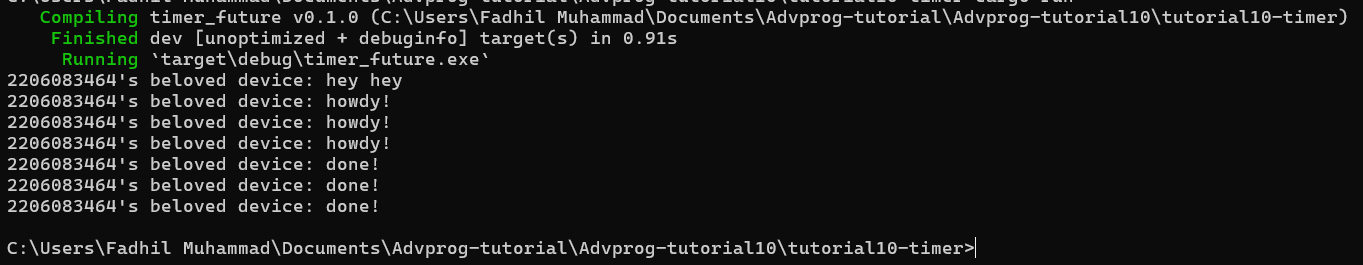 Compiling timer_future v0.1.0 (C:\Users\Fadhil Muhammad\Documents\Advprog-tutorial\Advprog-tutorial10\tutorial10-timer)
Finished dev [unoptimized + debuginfo] target(s) in 0.91s
Running `target\debug\timer_future.exe`
2206083464's beloved device: hey hey
2206083464's beloved device: howdy!
2206083464's beloved device: howdy!
2206083464's beloved device: howdy!
2206083464's beloved device: done!
2206083464's beloved device: done!
2206083464's beloved device: done!
C:\Users\Fadhil Muhammad\Documents\Advprog-tutorial\Advprog-tutorial10\tutorial10-timer>